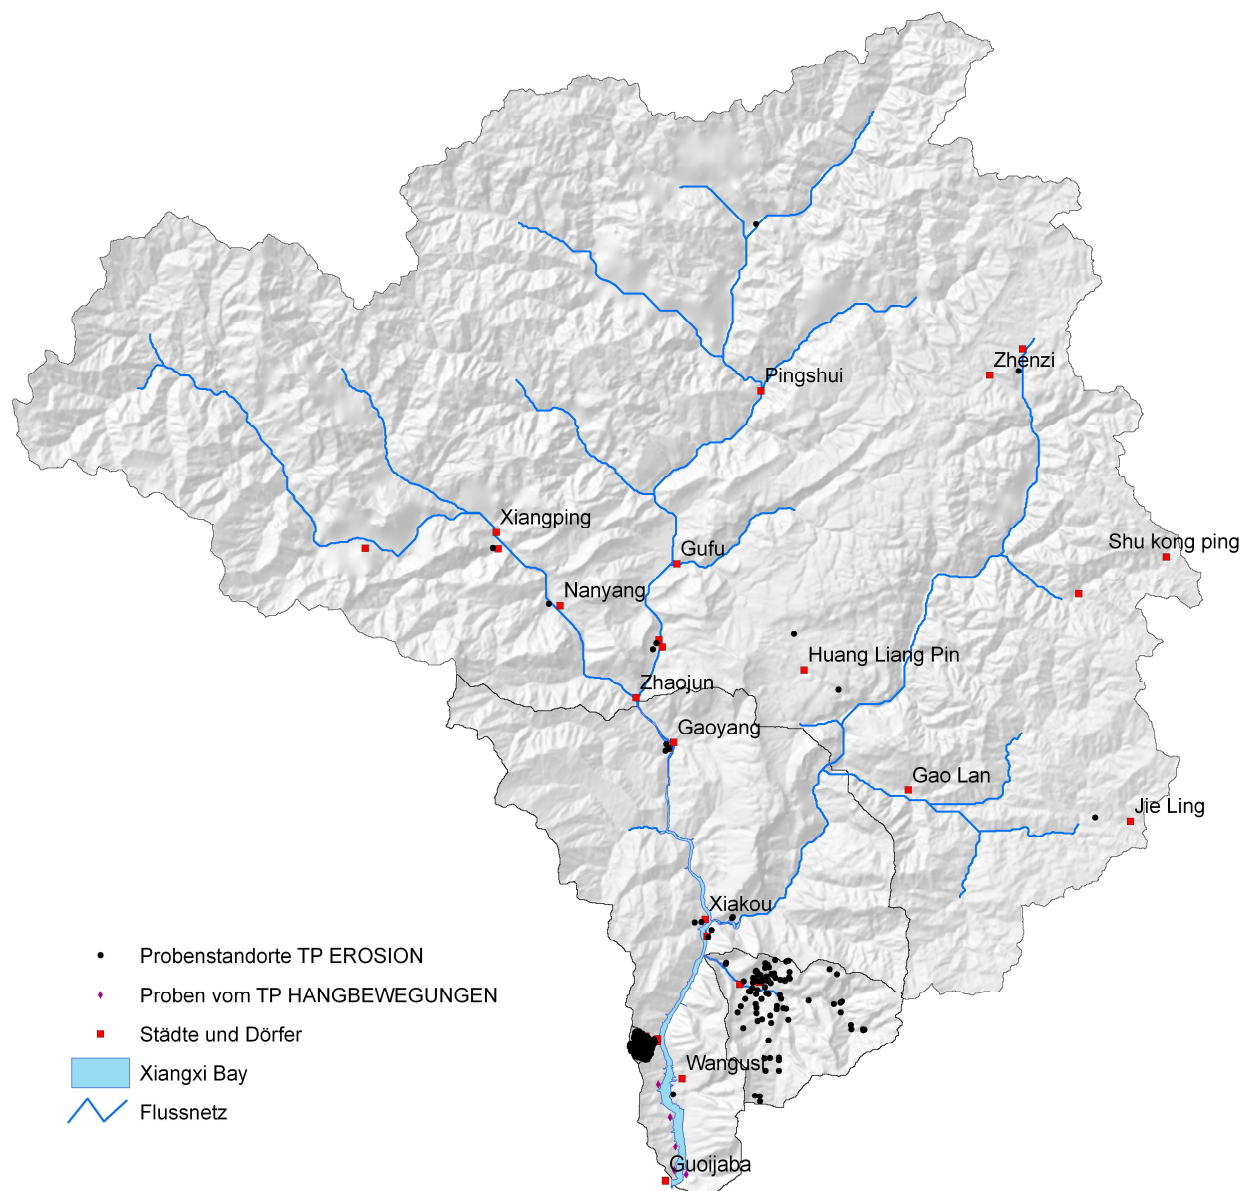 Pingshui
Zhenzi
Xiangping
Shu kong ping
Gufu
Nanyang
Huang Liang Pin
Zhaojun
Gaoyang
Gao Lan
Jie Ling
Xiakou
Probenstandorte TP EROSION
Proben vom TP HANGBEWEGUNGEN
Städte und Dörfer
Xiangxi Bay
Wangust
Flussnetz
Guoijaba